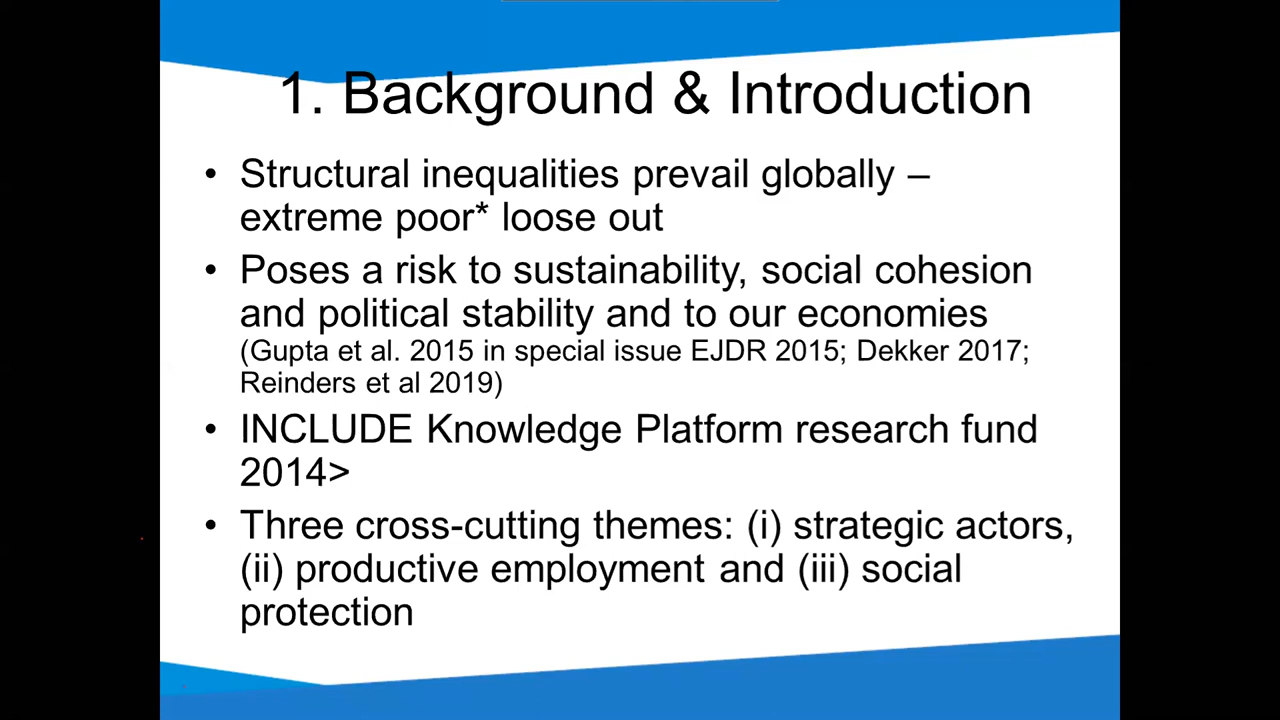 1. Background & Introduction
• Structural inequalities prevail globally –
extreme poor* loose out
• Poses a risk to sustainability, social cohesion
and political stability and to our economies
(Gupta et al. 2015 in special issue EJDR 2015; Dekker 2017;
Reinders et al 2019)
• INCLUDE Knowledge Platform research fund
2014>
• Three cross-cutting themes: (i) strategic actors,
(ii) productive employment and (iii) social
protection